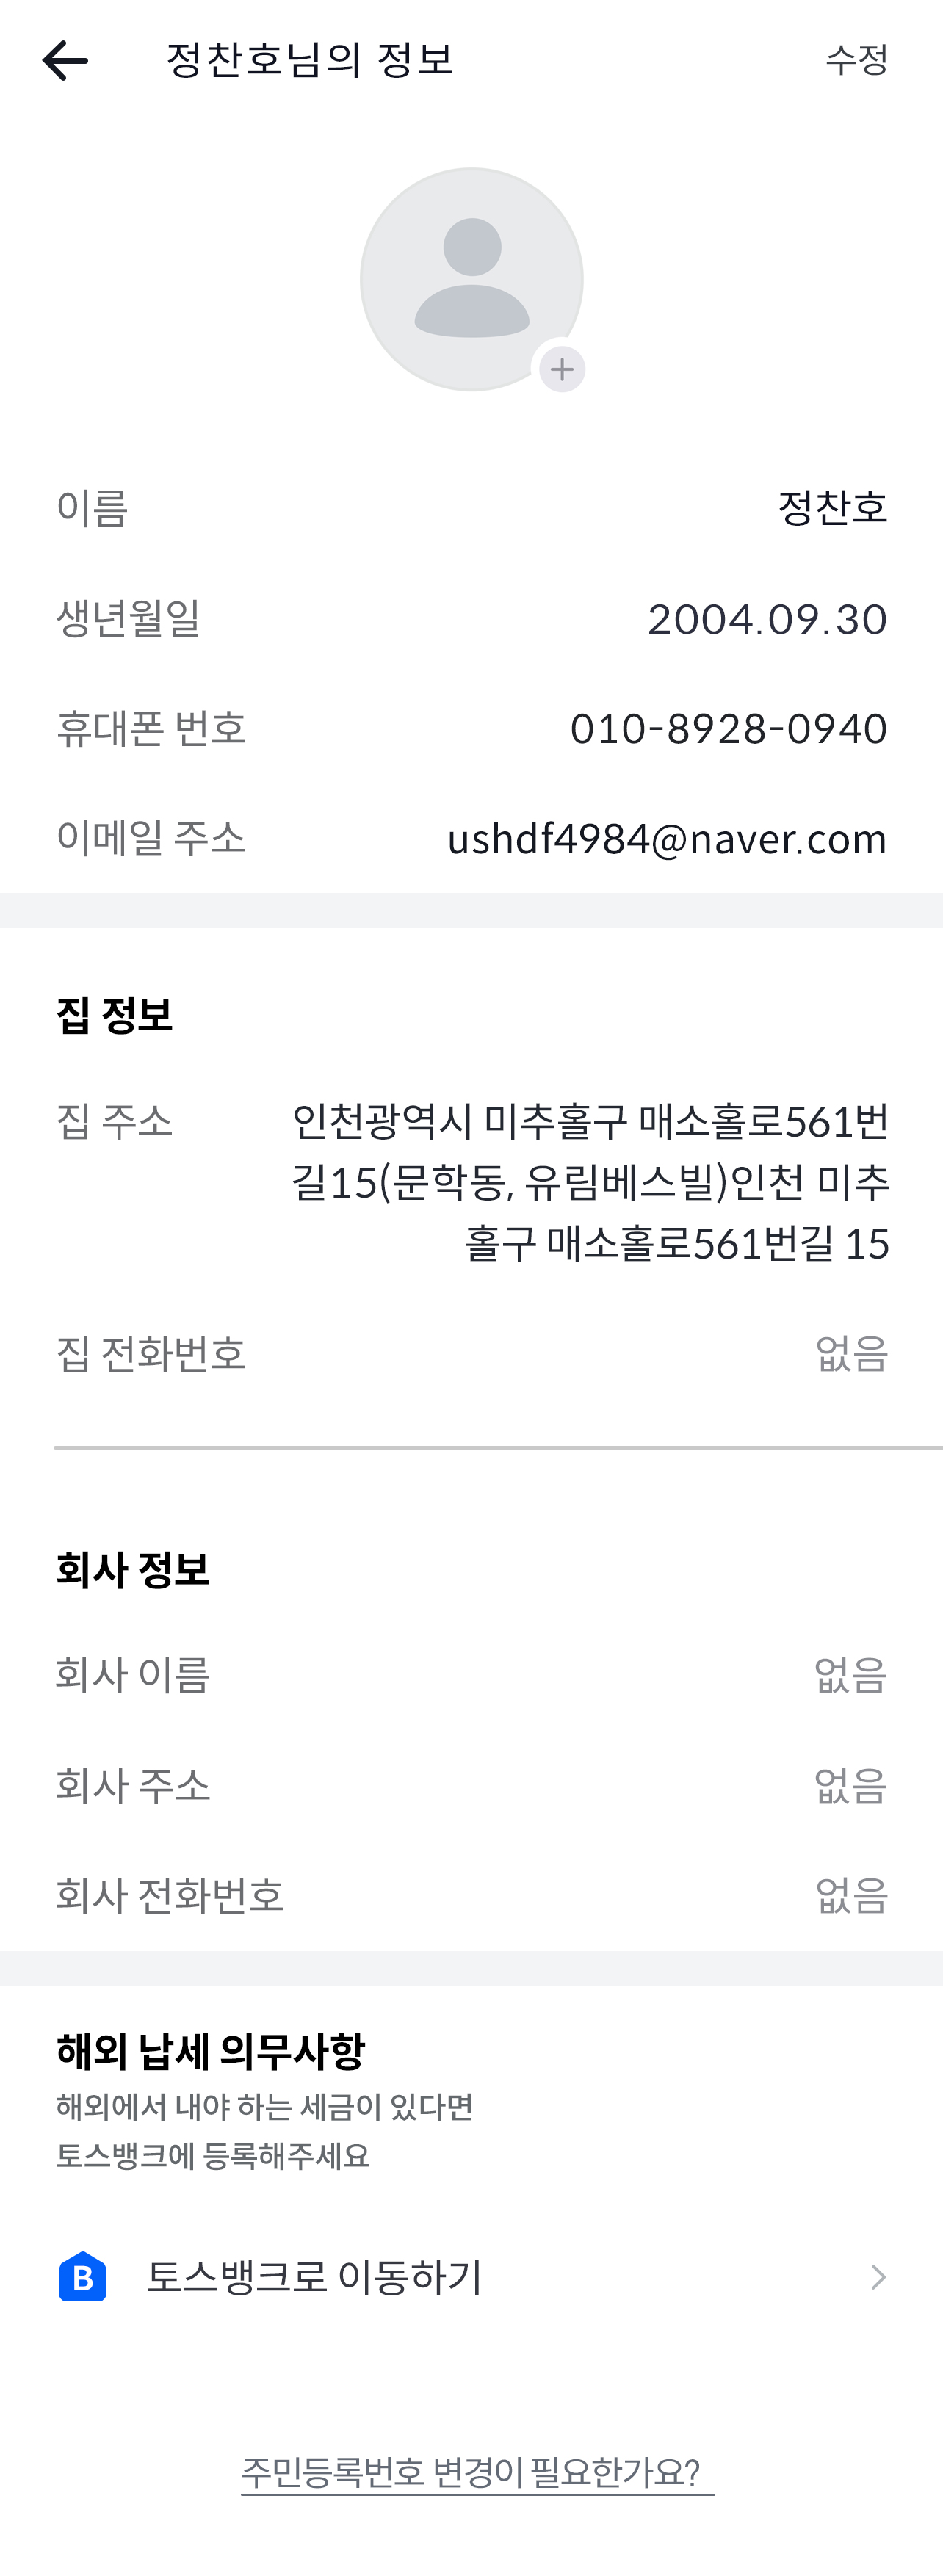 정찬호님의 정보
수정
이름 정찬호
생년월일 2004.09.30
휴대폰 번호 010-8928-0940
이메일 주소 ushdf4984@naver.com
집 정보
집 주소 인천광역시 미추홀구 매소홀로561번
길15(문학동, 유림베스빌)인천 미추
홀구 매소홀로561번길 15
집 전화번호 없음
회사 정보
회사 이름 없음
회사 주소 없음
회사 전화번호 없음
해외 납세 의무사항
해외에서 내야 하는 세금이 있다면
토스뱅크에 등록해주세요
B 토스뱅크로 이동하기
주민등록번호 변경이 필요한가요?